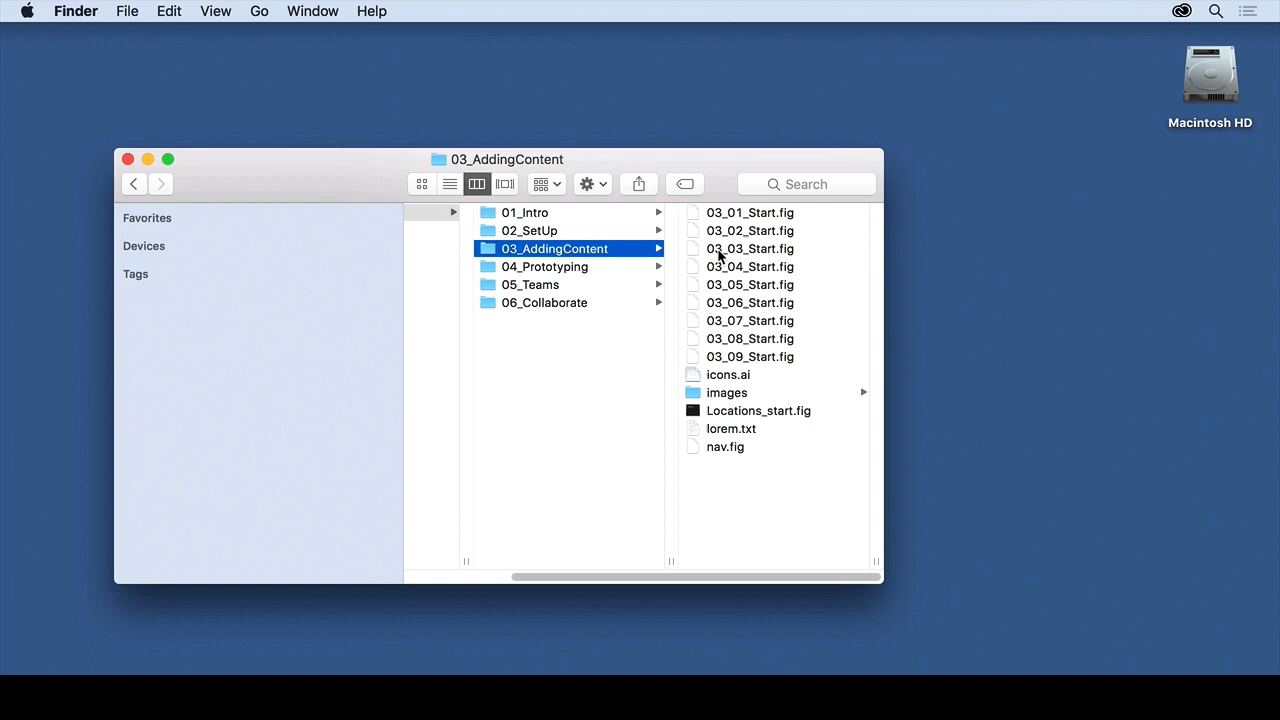 Finder File Edit View Go Window Help
Macintosh HD
03_AddingContent
Search
Favorites
Devices
Tags
01_Intro
02_SetUp
03_AddingContent
04_Prototyping
05_Teams
06_Collaborate
03_01_Start.fig
03_02_Start.fig
03_03_Start.fig
03_04_Start.fig
03_05_Start.fig
03_06_Start.fig
03_07_Start.fig
03_08_Start.fig
03_09_Start.fig
icons.ai
images
Locations_start.fig
lorem.txt
nav.fig